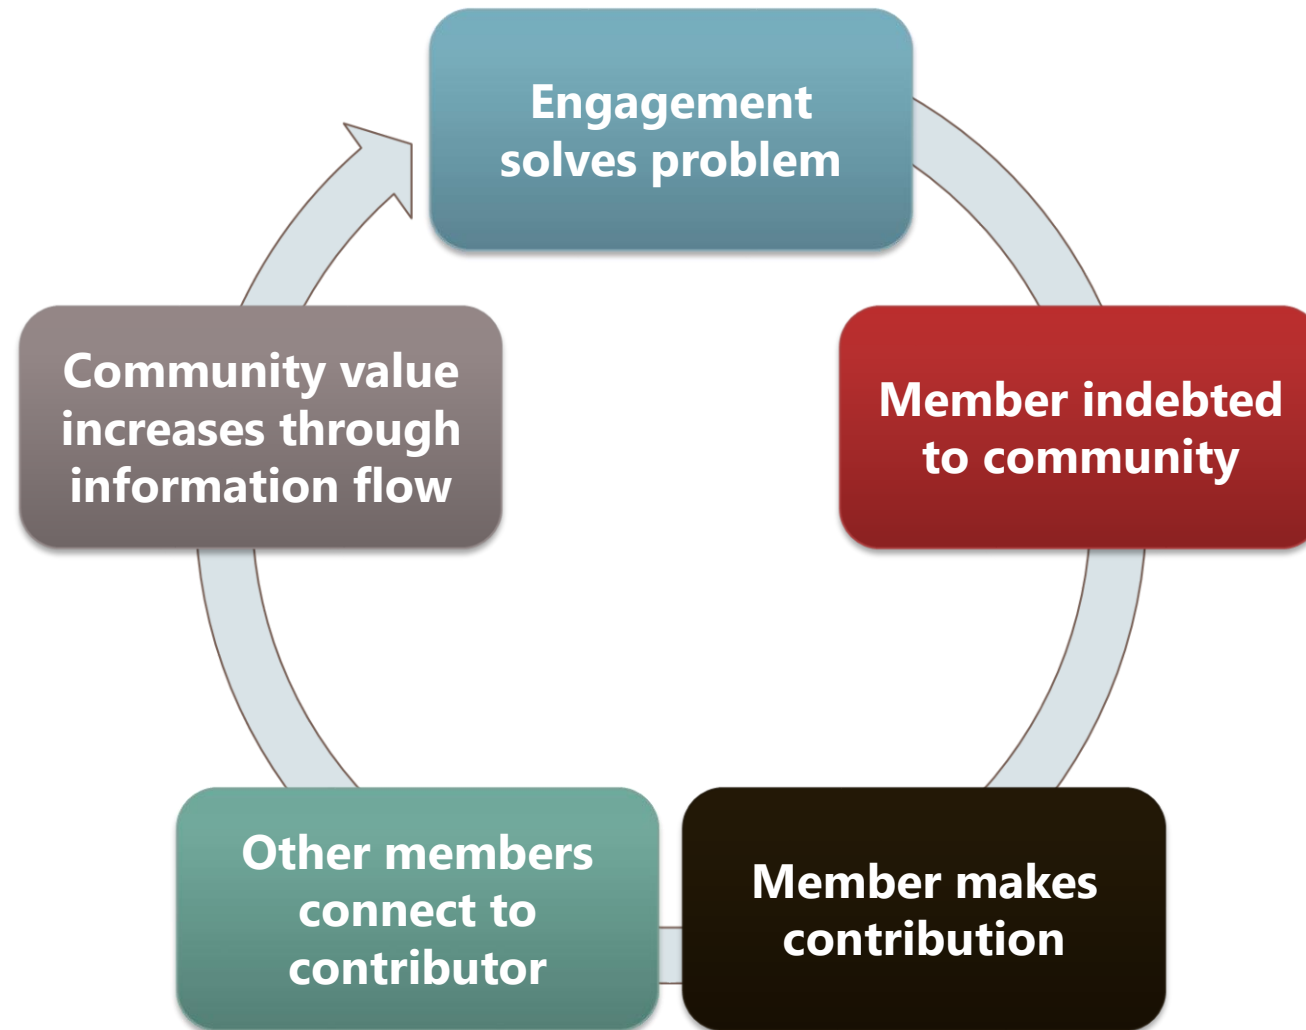 Engagement
solves problem
Member indebted
to community
Member makes
contribution
Other members
connect to
contributor
Community value
increases through
information flow